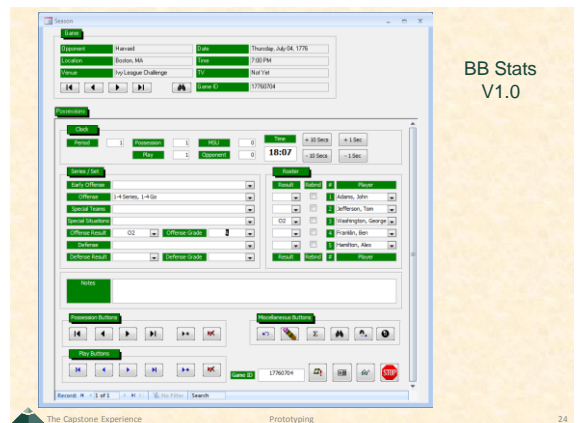 Season
BB Stats
V1.0
Game
Opponent Harvard Date Thursday, July 04, 1776
Location Boston, MA Time 7:00 PM
Venue Ivy League Challenge TV Not Yet
Game ID 17760704
Possessions
Clock
Period 1 Possession 1 MSU 0 Time + 10 Secs + 1 Sec
Play 1 Opponent 0 18:07 - 10 Secs - 1 Sec
Series / Set Roster
Early Offense Result Rebnd # Player
Offense 1-4 Series, 1-4 Go 1 Adams, John
Special Teams 2 Jefferson, Tom
Special Situations O2 3 Washington, George
Offense Result O2 Offense Grade 4 Franklin, Ben
Defense 5 Hamilton, Alex
Defense Result Defense Grade Result Rebnd # Player
Notes
Possession Buttons Miscellaneous Buttons
Σ
Play Buttons
Game ID 17760704 STOP
Record: 1 of 1 No Filter Search
The Capstone Experience Prototyping 24